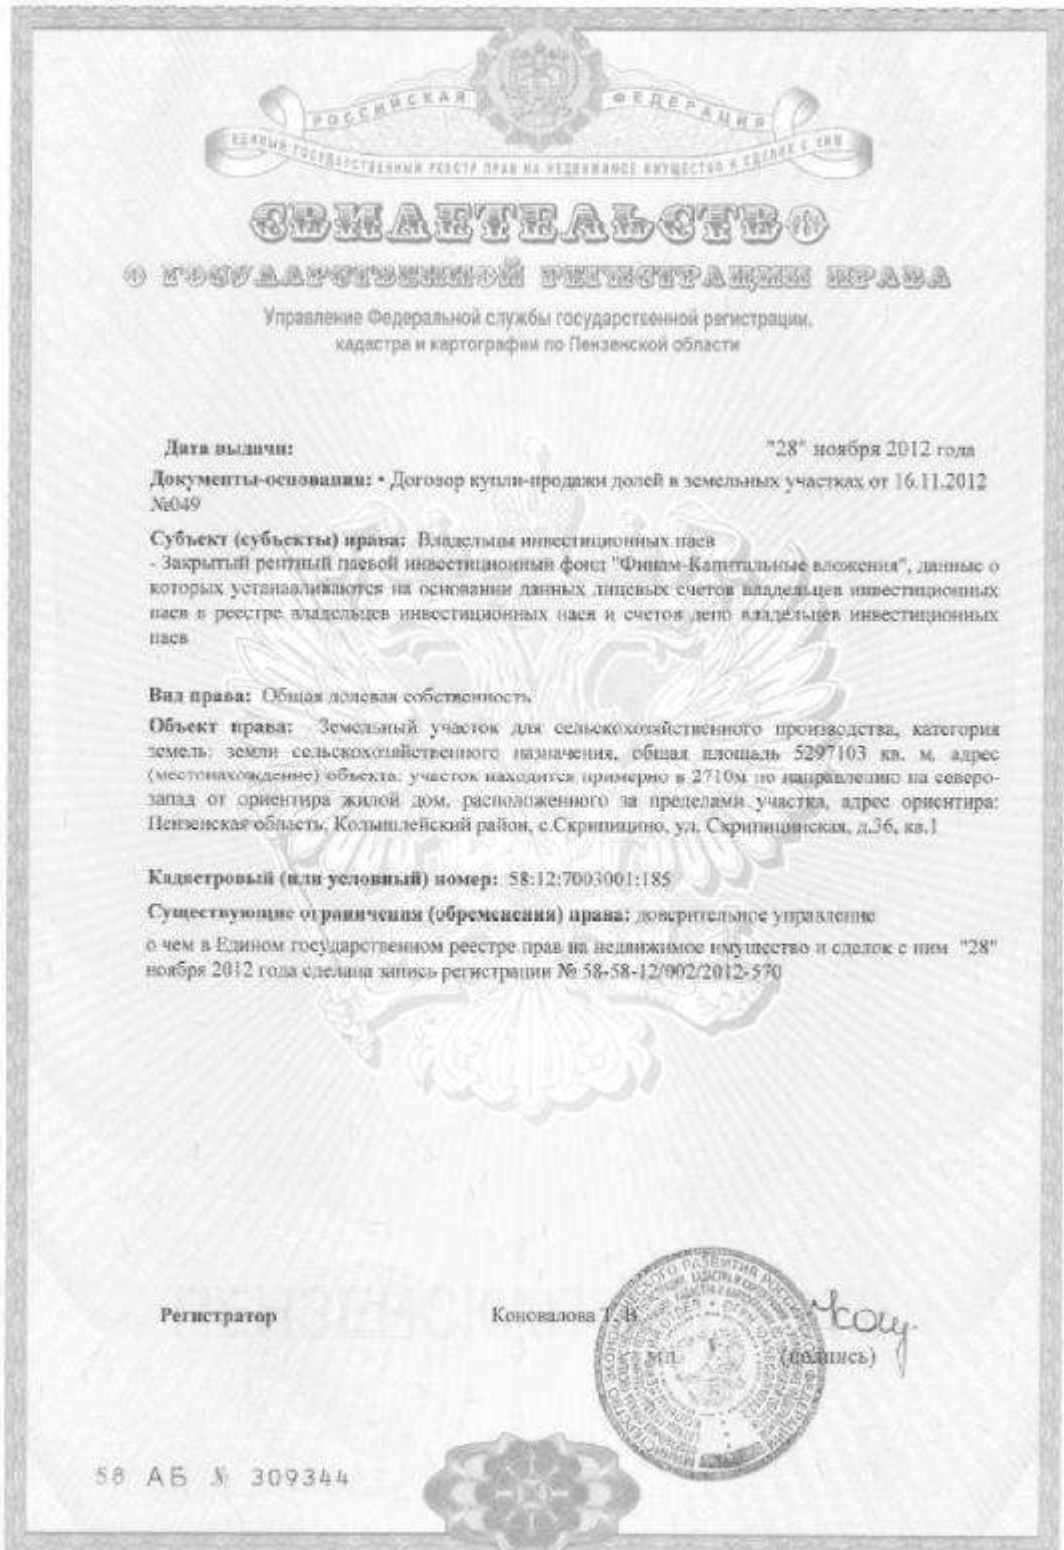 РОССИЙСКАЯ ФЕДЕРАЦИЯ
ЕДИНЫЙ ГОСУДАРСТВЕННЫЙ РЕЕСТР ПРАВ НА НЕДВИЖИМОЕ ИМУЩЕСТВО И СДЕЛОК С НИМ
СВИДЕТЕЛЬСТВО
О ГОСУДАРСТВЕННОЙ РЕГИСТРАЦИИ ПРАВА
Управление Федеральной службы государственной регистрации,
кадастра и картографии по Пензенской области
Дата выдачи: "28" ноября 2012 года
Документы-основания: • Договор купли-продажи долей в земельных участках от 16.11.2012
№049
Субъект (субъекты) права: Владельцы инвестиционных паев
- Закрытый рентный паевой инвестиционный фонд "Финам-Капитальные вложения", данные о
которых устанавливаются на основании данных лицевых счетов владельцев инвестиционных
паев в реестре владельцев инвестиционных паев и счетов депо владельцев инвестиционных
паев
Вид права: Общая долевая собственность
Объект права: Земельный участок для сельскохозяйственного производства, категория
земель: земли сельскохозяйственного назначения, общая площадь 5297103 кв. м, адрес
(местонахождение) объекта: участок находится примерно в 2710м по направлению на северо-
запад от ориентира жилой дом, расположенного за пределами участка, адрес ориентира:
Пензенская область, Колышлейский район, с.Скрипицино, ул. Скрипицинская, д.36, кв.1
Кадастровый (или условный) номер: 58:12:7003001:185
Существующие ограничения (обременения) права: доверительное управление
о чем в Едином государственном реестре прав на недвижимое имущество и сделок с ним "28"
ноября 2012 года сделана запись регистрации № 58-58-12/002/2012-570
Регистратор Коновалова Т. В.
м.п. (подпись)
58 АБ № 309344